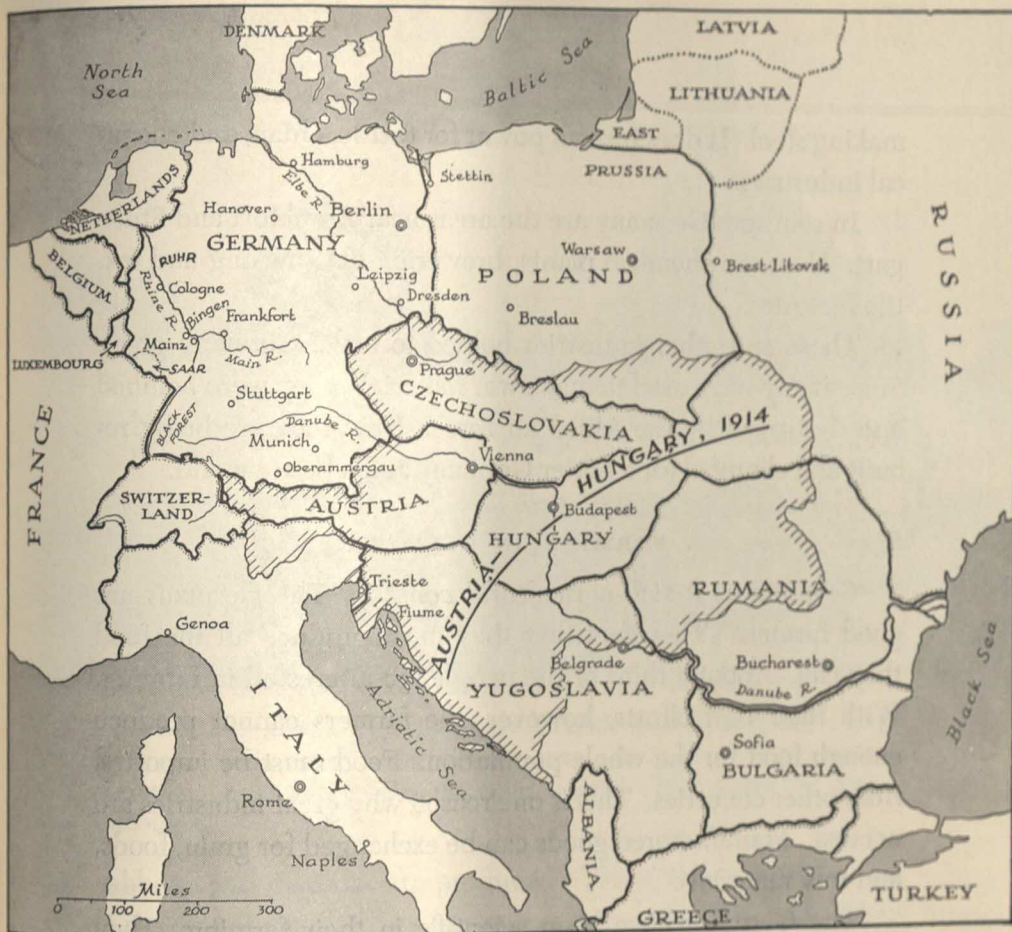 DENMARK
LATVIA
North
Sea
Baltic Sea
LITHUANIA
EAST
PRUSSIA
Hamburg
Elbe R.
Stettin
NETHERLANDS
Hanover
Berlin
GERMANY
RUHR
Warsaw
POLAND
Brest-Litovsk
RUSSIA
BELGIUM
Rhine R.
Cologne
Leipzig
Dresden
Bingen
Frankfort
Breslau
Mainz
Main R.
LUXEMBOURG
SAAR
Prague
CZECHOSLOVAKIA
Stuttgart
BLACK
FOREST
Danube R.
Munich
Oberammergau
Vienna
FRANCE
SWITZER-
LAND
AUSTRIA
Budapest
HUNGARY
AUSTRIA-HUNGARY, 1914
RUMANIA
Trieste
Fiume
Genoa
Belgrade
YUGOSLAVIA
Bucharest
Danube R.
Black Sea
ITALY
Adriatic Sea
Sofia
BULGARIA
Rome
ALBANIA
Naples
Miles
0 100 200 300
GREECE
TURKEY